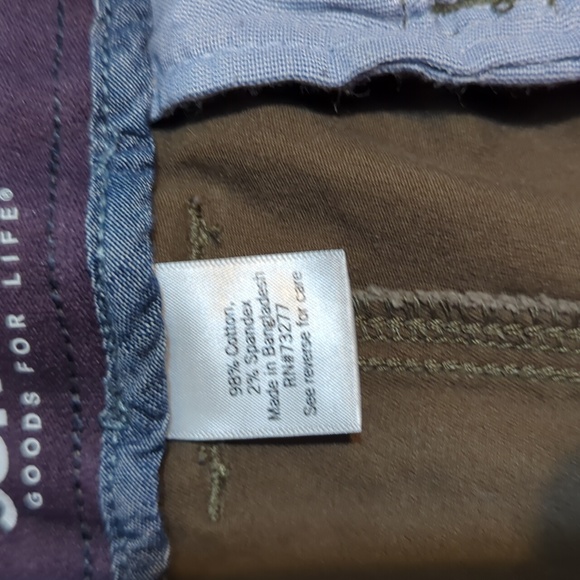 GOODS FOR LIFE®
98% Cotton,
2% Spandex
Made in Bangladesh
RN#73277
See reverse for care